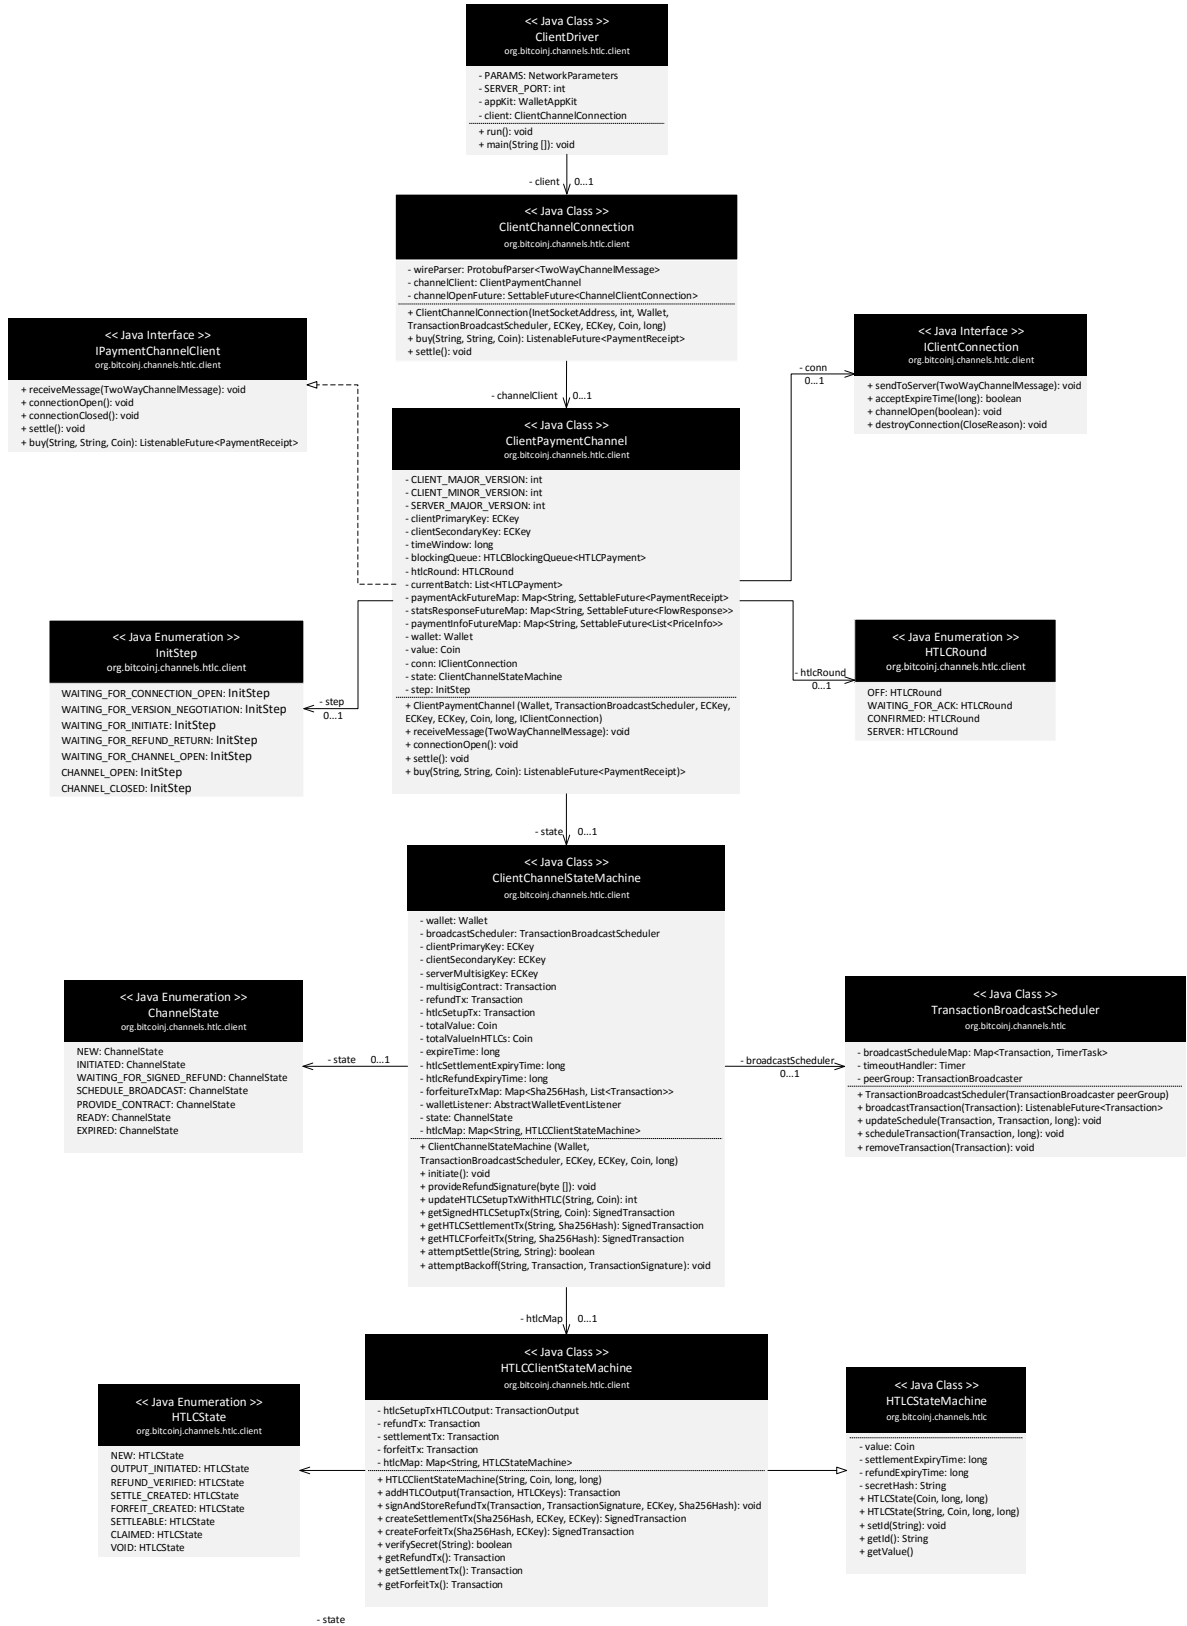 << Java Class >>
ClientDriver
org.bitcoinj.channels.htlc.client
- PARAMS: NetworkParameters
- SERVER_PORT: int
- appKit: WalletAppKit
- client: ClientChannelConnection
+ run(): void
+ main(String []): void
- client 0...1
<< Java Class >>
ClientChannelConnection
org.bitcoinj.channels.htlc.client
- wireParser: ProtobufParser<TwoWayChannelMessage>
- channelClient: ClientPaymentChannel
- channelOpenFuture: SettableFuture<ChannelClientConnection>
+ ClientChannelConnection(InetSocketAddress, int, Wallet,
TransactionBroadcastScheduler, ECKey, ECKey, Coin, long)
+ buy(String, String, Coin): ListenableFuture<PaymentReceipt>
+ settle(): void
<< Java Interface >>
IPaymentChannelClient
org.bitcoinj.channels.htlc.client
+ receiveMessage(TwoWayChannelMessage): void
+ connectionOpen(): void
+ connectionClosed(): void
+ settle(): void
+ buy(String, String, Coin): ListenableFuture<PaymentReceipt>
<< Java Interface >>
IClientConnection
org.bitcoinj.channels.htlc.client
+ sendToServer(TwoWayChannelMessage): void
+ acceptExpireTime(long): boolean
+ channelOpen(boolean): void
+ destroyConnection(CloseReason): void
- conn
0...1
- channelClient 0...1
<< Java Class >>
ClientPaymentChannel
org.bitcoinj.channels.htlc.client
- CLIENT_MAJOR_VERSION: int
- CLIENT_MINOR_VERSION: int
- SERVER_MAJOR_VERSION: int
- clientPrimaryKey: ECKey
- clientSecondaryKey: ECKey
- timeWindow: long
- blockingQueue: HTLCBlockingQueue<HTLCPayment>
- htlcRound: HTLCRound
- currentBatch: List<HTLCPayment>
- paymentAckFutureMap: Map<String, SettableFuture<PaymentReceipt>
- statsResponseFutureMap: Map<String, SettableFuture<FlowResponse>>
- paymentInfoFutureMap: Map<String, SettableFuture<List<PriceInfo>>
- wallet: Wallet
- value: Coin
- conn: IClientConnection
- state: ClientChannelStateMachine
- step: InitStep
+ ClientPaymentChannel (Wallet, TransactionBroadcastScheduler, ECKey,
ECKey, ECKey, Coin, long, IClientConnection)
+ receiveMessage(TwoWayChannelMessage): void
+ connectionOpen(): void
+ settle(): void
+ buy(String, String, Coin): ListenableFuture<PaymentReceipt)>
<< Java Enumeration >>
InitStep
org.bitcoinj.channels.htlc.client
WAITING_FOR_CONNECTION_OPEN: InitStep
WAITING_FOR_VERSION_NEGOTIATION: InitStep
WAITING_FOR_INITIATE: InitStep
WAITING_FOR_REFUND_RETURN: InitStep
WAITING_FOR_CHANNEL_OPEN: InitStep
CHANNEL_OPEN: InitStep
CHANNEL_CLOSED: InitStep
- step
0...1
- htlcRound
0...1
<< Java Enumeration >>
HTLCRound
org.bitcoinj.channels.htlc.client
OFF: HTLCRound
WAITING_FOR_ACK: HTLCRound
CONFIRMED: HTLCRound
SERVER: HTLCRound
- state 0...1
<< Java Class >>
ClientChannelStateMachine
org.bitcoinj.channels.htlc.client
- wallet: Wallet
- broadcastScheduler: TransactionBroadcastScheduler
- clientPrimaryKey: ECKey
- clientSecondaryKey: ECKey
- serverMultisigKey: ECKey
- multisigContract: Transaction
- refundTx: Transaction
- htlcSetupTx: Transaction
- totalValue: Coin
- totalValueInHTLCs: Coin
- expireTime: long
- htlcSettlementExpiryTime: long
- htlcRefundExpiryTime: long
- forfeitureTxMap: Map<Sha256Hash, List<Transaction>>
- walletListener: AbstractWalletEventListener
- state: ChannelState
- htlcMap: Map<String, HTLCClientStateMachine>
+ ClientChannelStateMachine (Wallet,
TransactionBroadcastScheduler, ECKey, ECKey, Coin, long)
+ initiate(): void
+ provideRefundSignature(byte []): void
+ updateHTLCSetupTxWithHTLC(String, Coin): int
+ getSignedHTLCSetupTx(String, Coin): SignedTransaction
+ getHTLCSettlementTx(String, Sha256Hash): SignedTransaction
+ getHTLCForfeitTx(String, Sha256Hash): SignedTransaction
+ attemptSettle(String, String): boolean
+ attemptBackoff(String, Transaction, TransactionSignature): void
<< Java Enumeration >>
ChannelState
org.bitcoinj.channels.htlc.client
NEW: ChannelState
INITIATED: ChannelState
WAITING_FOR_SIGNED_REFUND: ChannelState
SCHEDULE_BROADCAST: ChannelState
PROVIDE_CONTRACT: ChannelState
READY: ChannelState
EXPIRED: ChannelState
- state 0...1
- broadcastScheduler
0...1
<< Java Class >>
TransactionBroadcastScheduler
org.bitcoinj.channels.htlc
- broadcastScheduleMap: Map<Transaction, TimerTask>
- timeoutHandler: Timer
- peerGroup: TransactionBroadcaster
+ TransactionBroadcastScheduler(TransactionBroadcaster peerGroup)
+ broadcastTransaction(Transaction): ListenableFuture<Transaction>
+ updateSchedule(Transaction, Transaction, long): void
+ scheduleTransaction(Transaction, long): void
+ removeTransaction(Transaction): void
- htlcMap 0...1
<< Java Class >>
HTLCClientStateMachine
org.bitcoinj.channels.htlc.client
- htlcSetupTxHTLCOutput: TransactionOutput
- refundTx: Transaction
- settlementTx: Transaction
- forfeitTx: Transaction
- htlcMap: Map<String, HTLCStateMachine>
+ HTLCClientStateMachine(String, Coin, long, long)
+ addHTLCOutput(Transaction, HTLCKeys): Transaction
+ signAndStoreRefundTx(Transaction, TransactionSignature, ECKey, Sha256Hash): void
+ createSettlementTx(Sha256Hash, ECKey, ECKey): SignedTransaction
+ createForfeitTx(Sha256Hash, ECKey): SignedTransaction
+ verifySecret(String): boolean
+ getRefundTx(): Transaction
+ getSettlementTx(): Transaction
+ getForfeitTx(): Transaction
<< Java Enumeration >>
HTLCState
org.bitcoinj.channels.htlc.client
NEW: HTLCState
OUTPUT_INITIATED: HTLCState
REFUND_VERIFIED: HTLCState
SETTLE_CREATED: HTLCState
FORFEIT_CREATED: HTLCState
SETTLEABLE: HTLCState
CLAIMED: HTLCState
VOID: HTLCState
<< Java Class >>
HTLCStateMachine
org.bitcoinj.channels.htlc
- value: Coin
- settlementExpiryTime: long
- refundExpiryTime: long
- secretHash: String
+ HTLCState(Coin, long, long)
+ HTLCState(String, Coin, long, long)
+ setId(String): void
+ getId(): String
+ getValue()
- state